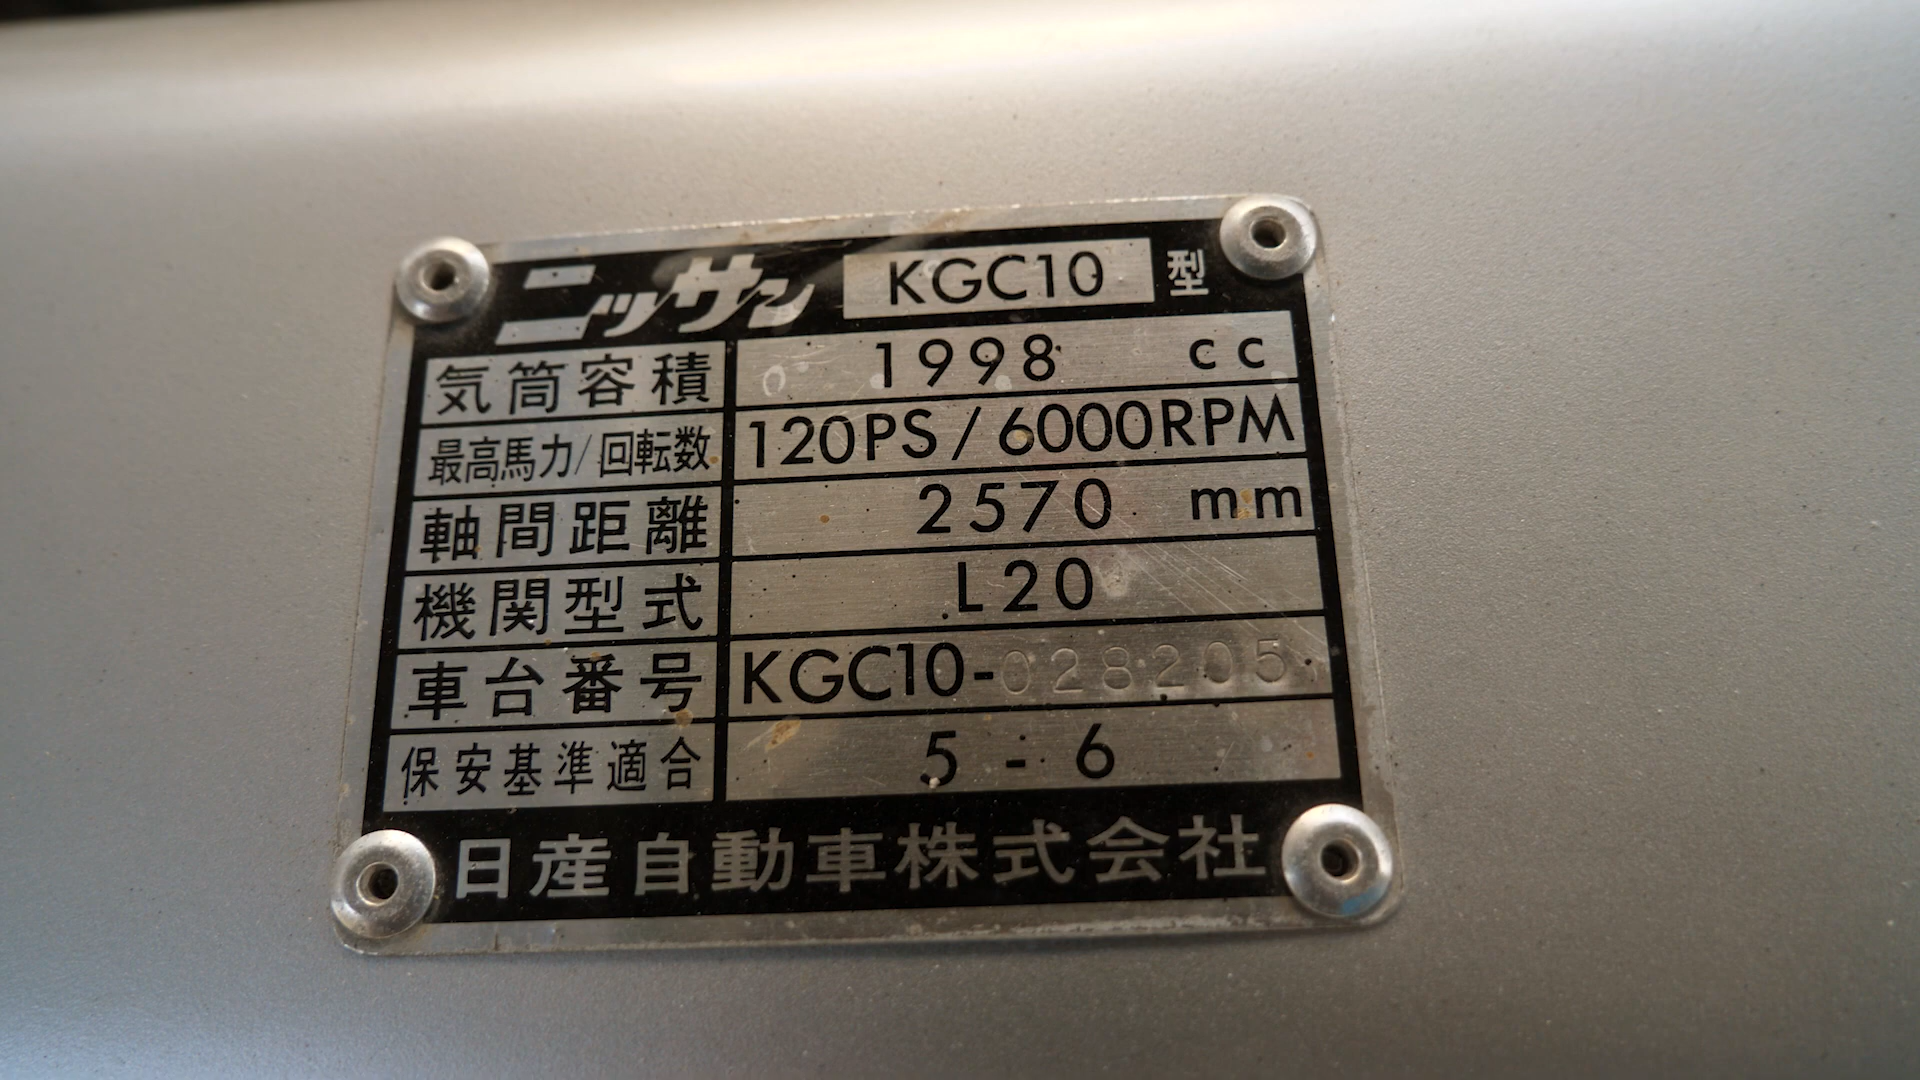 ニッサン KGC10 型
気筒容積 1998 cc
最高馬力/回転数 120PS/6000RPM
軸間距離 2570 mm
機関型式 L20
車台番号 KGC10-028205
保安基準適合 5-6
日産自動車株式会社